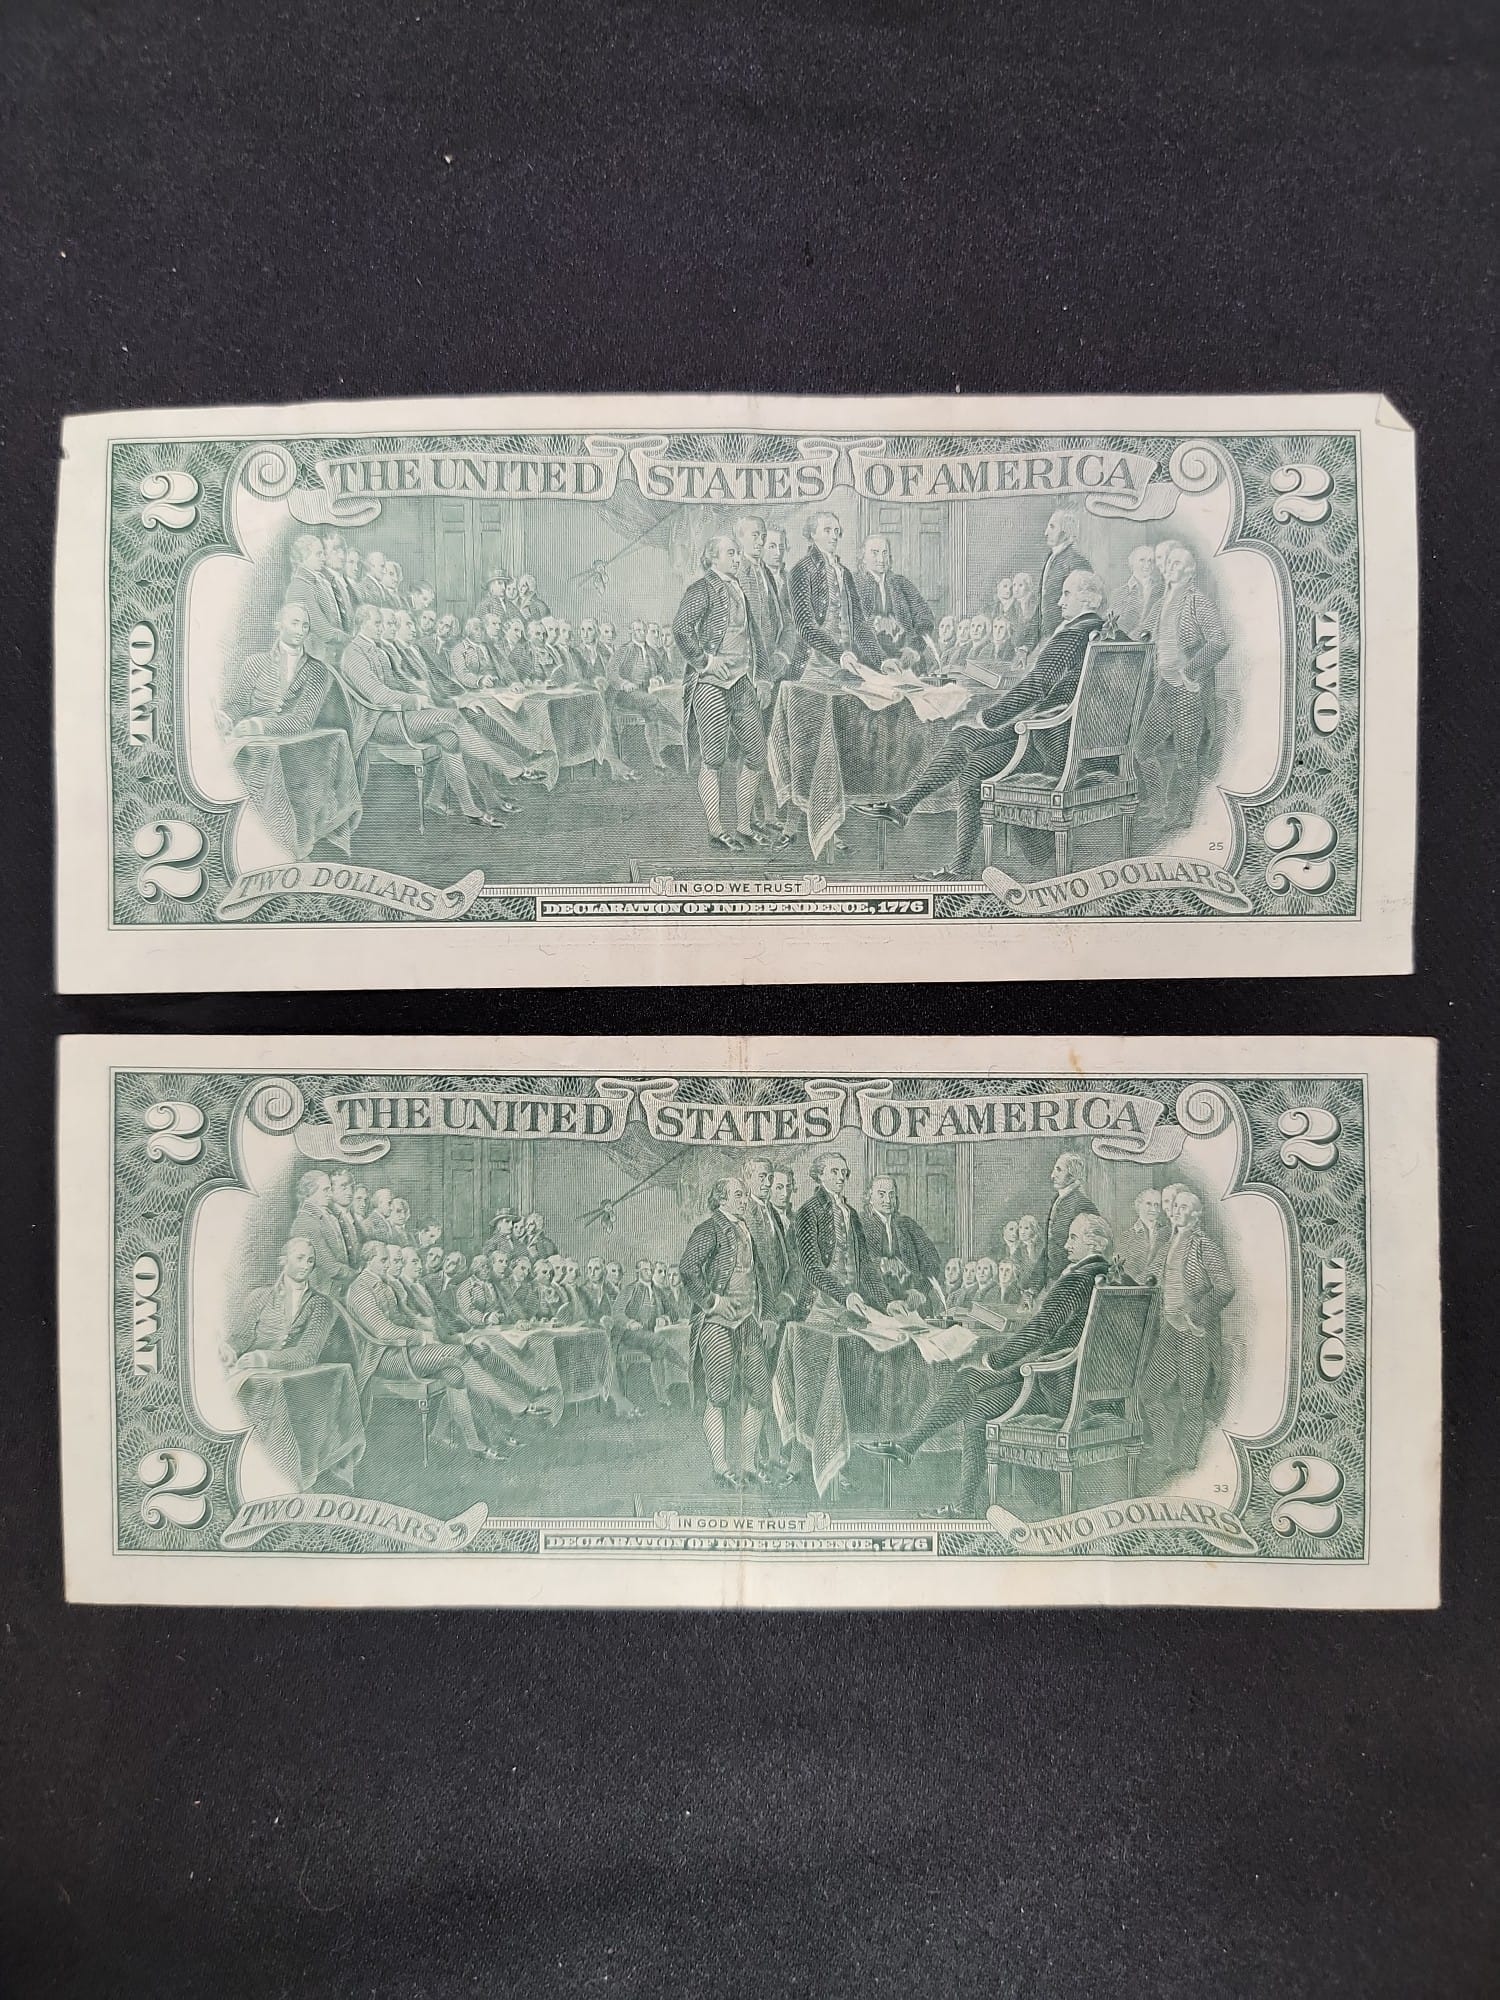 THE UNITED STATES OF AMERICA
2 2
TWO TWO
2 2
25
TWO DOLLARS IN GOD WE TRUST TWO DOLLARS
DECLARATION OF INDEPENDENCE, 1776
THE UNITED STATES OF AMERICA
2 2
TWO TWO
2 2
33
TWO DOLLARS IN GOD WE TRUST TWO DOLLARS
DECLARATION OF INDEPENDENCE, 1776